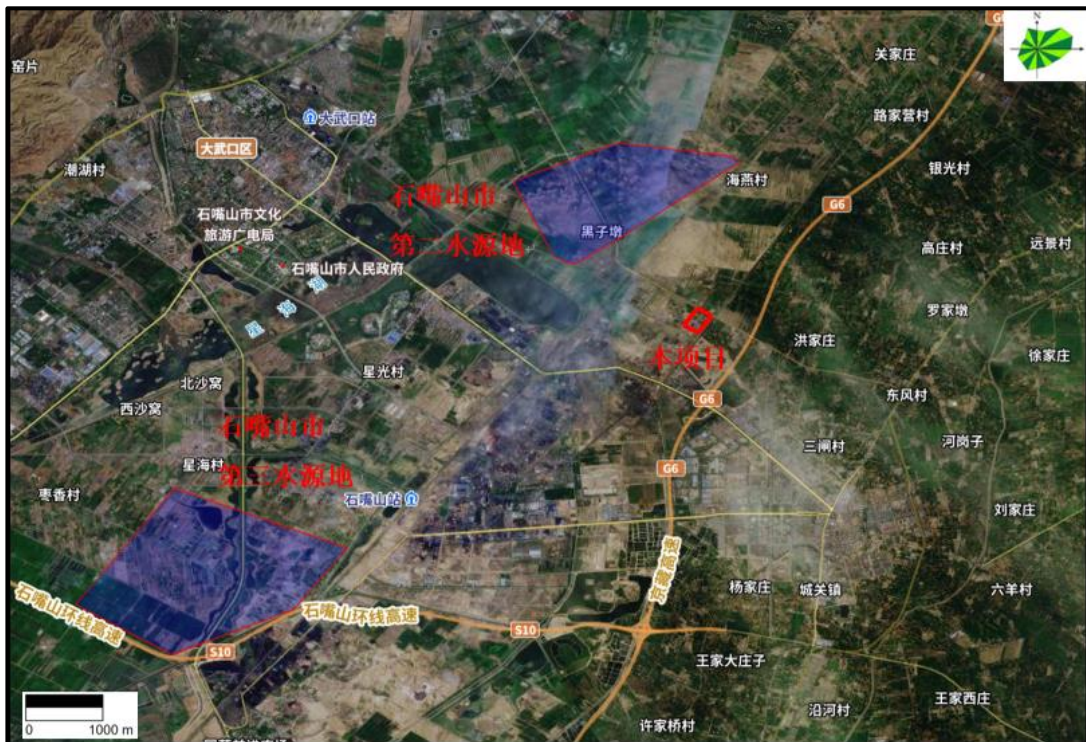 N
关家庄
窑片
路家营村
大武口站
大武口区
潮湖村
银光村
海燕村
石嘴山市
第二水源地
G6
石嘴山市文化
旅游广电局
黑子墩
高庄村
远景村
石嘴山市人民政府
星海湖
罗家墩
本项目
洪家庄
徐家庄
星光村
北沙窝
西沙窝
G6
东风村
石嘴山市
第三水源地
三闸村
河岗子
星海村
G6
枣香村
石嘴山站
刘家庄
京藏高速
杨家庄
城关镇
六羊村
石嘴山环线高速
石嘴山环线高速
S10
S10
王家大庄子
王家西庄
沿河村
许家桥村
0 1000 m